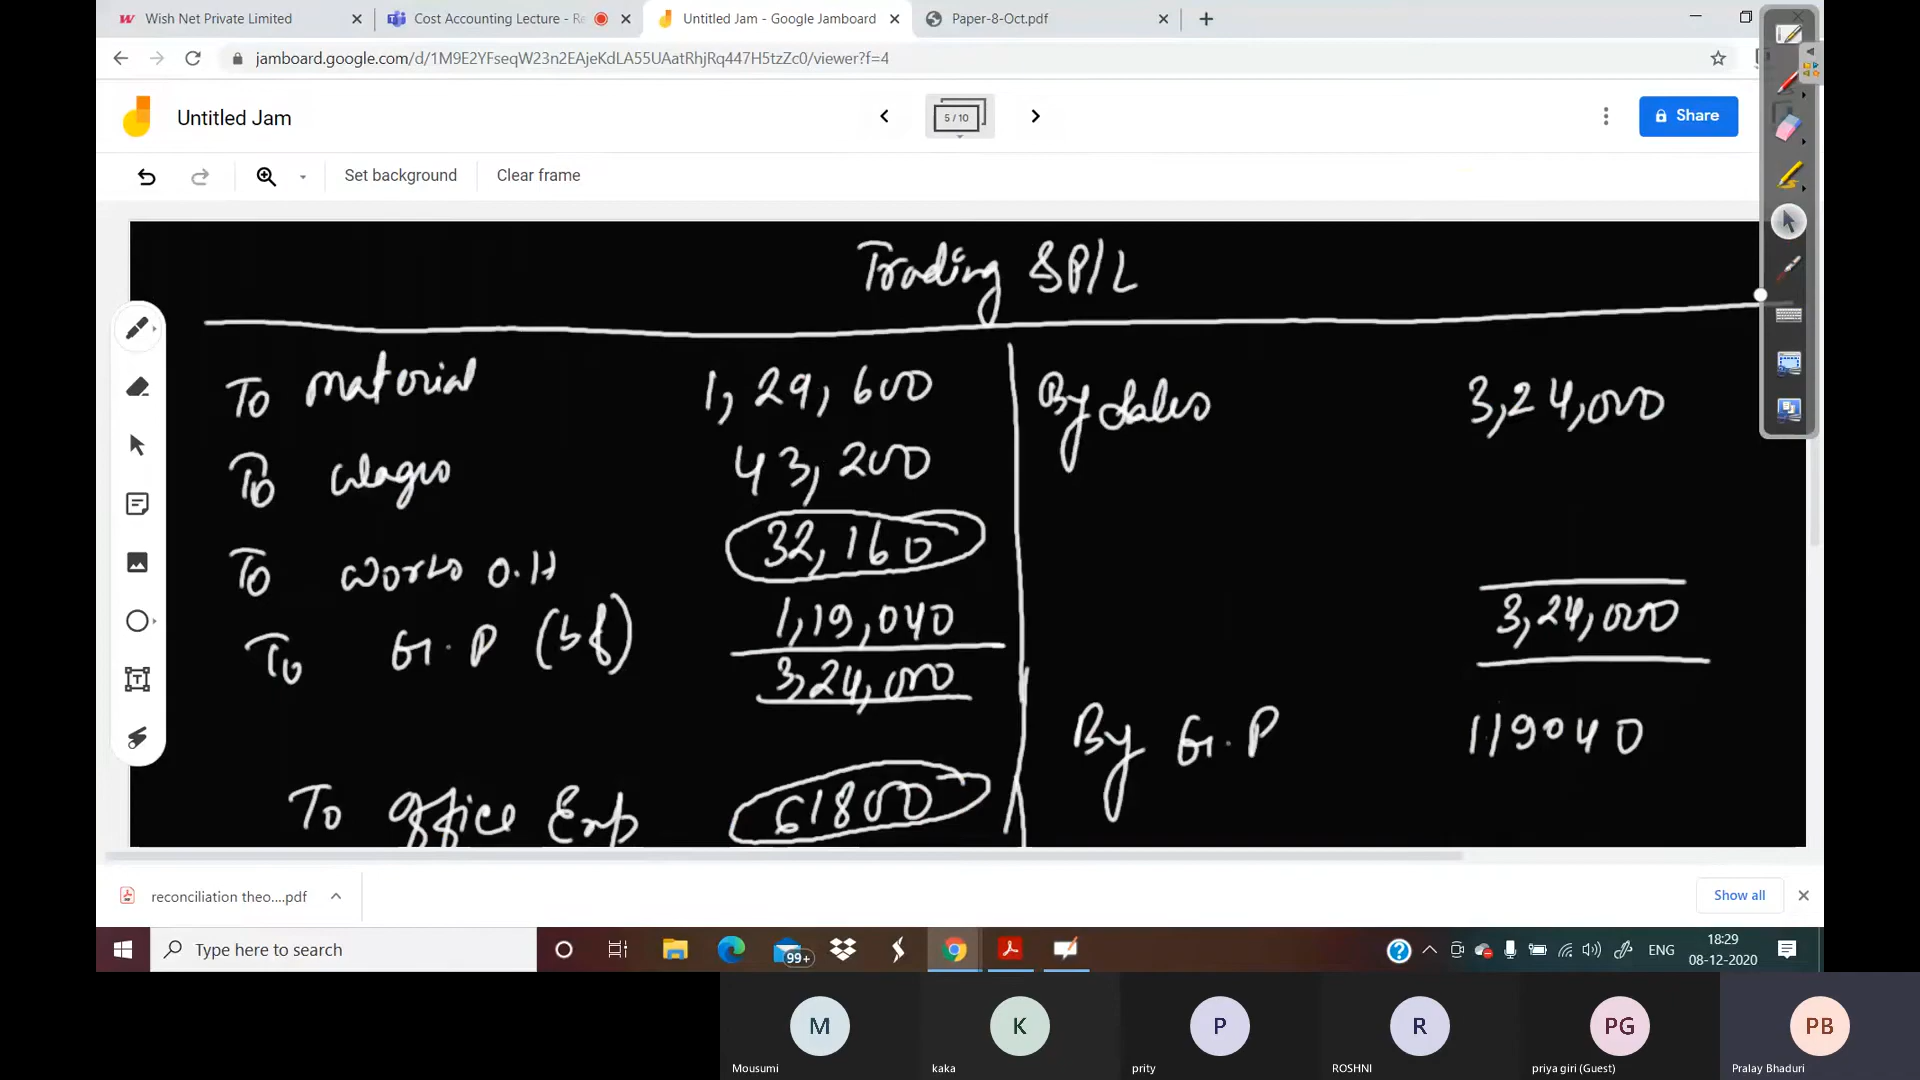 Wish Net Private Limited
Cost Accounting Lecture - Re
Untitled Jam - Google Jamboard
Paper-8-Oct.pdf
jamboard.google.com/d/1M9E2YFseqW23n2EAjeKdLA55UAatRhjRq447H5tzZc0/viewer?f=4
Untitled Jam
5 / 10
Share
Set background
Clear frame
Trading & P/L
To material 1,29,600 By Sales 3,24,000
To wages 43,200
To works O.H 32,160
To G.P (bf) 1,19,040 3,24,000
3,24,000
By G.P 119040
To office Exp 61800
reconciliation theo....pdf
Show all
Type here to search
99+
ENG
18:29
08-12-2020
M K P R PG PB
Mousumi kaka prity ROSHNI priya giri (Guest) Pralay Bhaduri